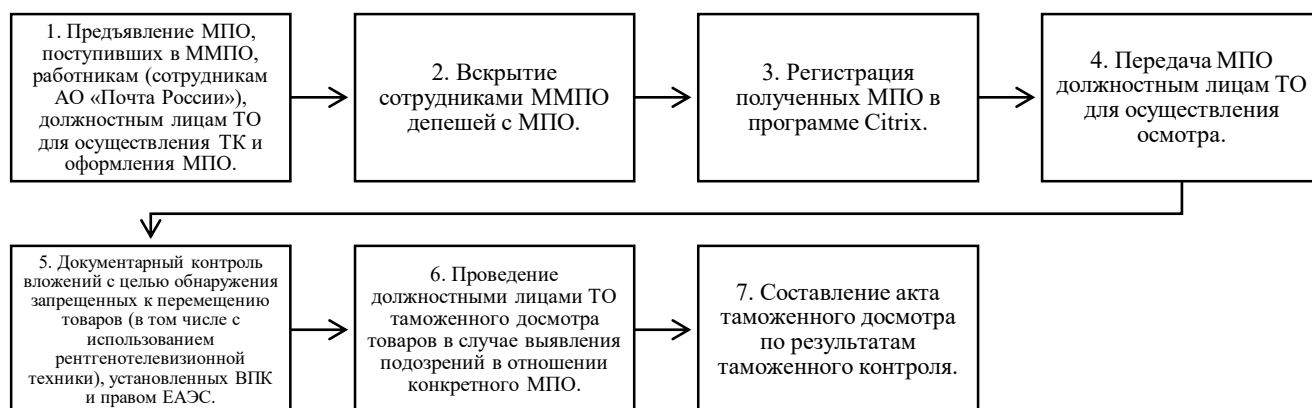 1. Предъявление МПО,
поступивших в ММПО,
работникам (сотрудникам
АО «Почта России»),
должностным лицам ТО
для осуществления ТК и
оформления МПО.
2. Вскрытие
сотрудниками ММПО
депешей с МПО.
3. Регистрация
полученных МПО в
программе Citrix.
4. Передача МПО
должностным лицам ТО
для осуществления
осмотра.
5. Документарный контроль
вложений с целью обнаружения
запрещенных к перемещению
товаров (в том числе с
использованием
рентгенотелевизионной
техники), установленных ВПК
и правом ЕАЭС.
6. Проведение
должностными лицами ТО
таможенного досмотра
товаров в случае выявления
подозрений в отношении
конкретного МПО.
7. Составление акта
таможенного досмотра
по результатам
таможенного контроля.